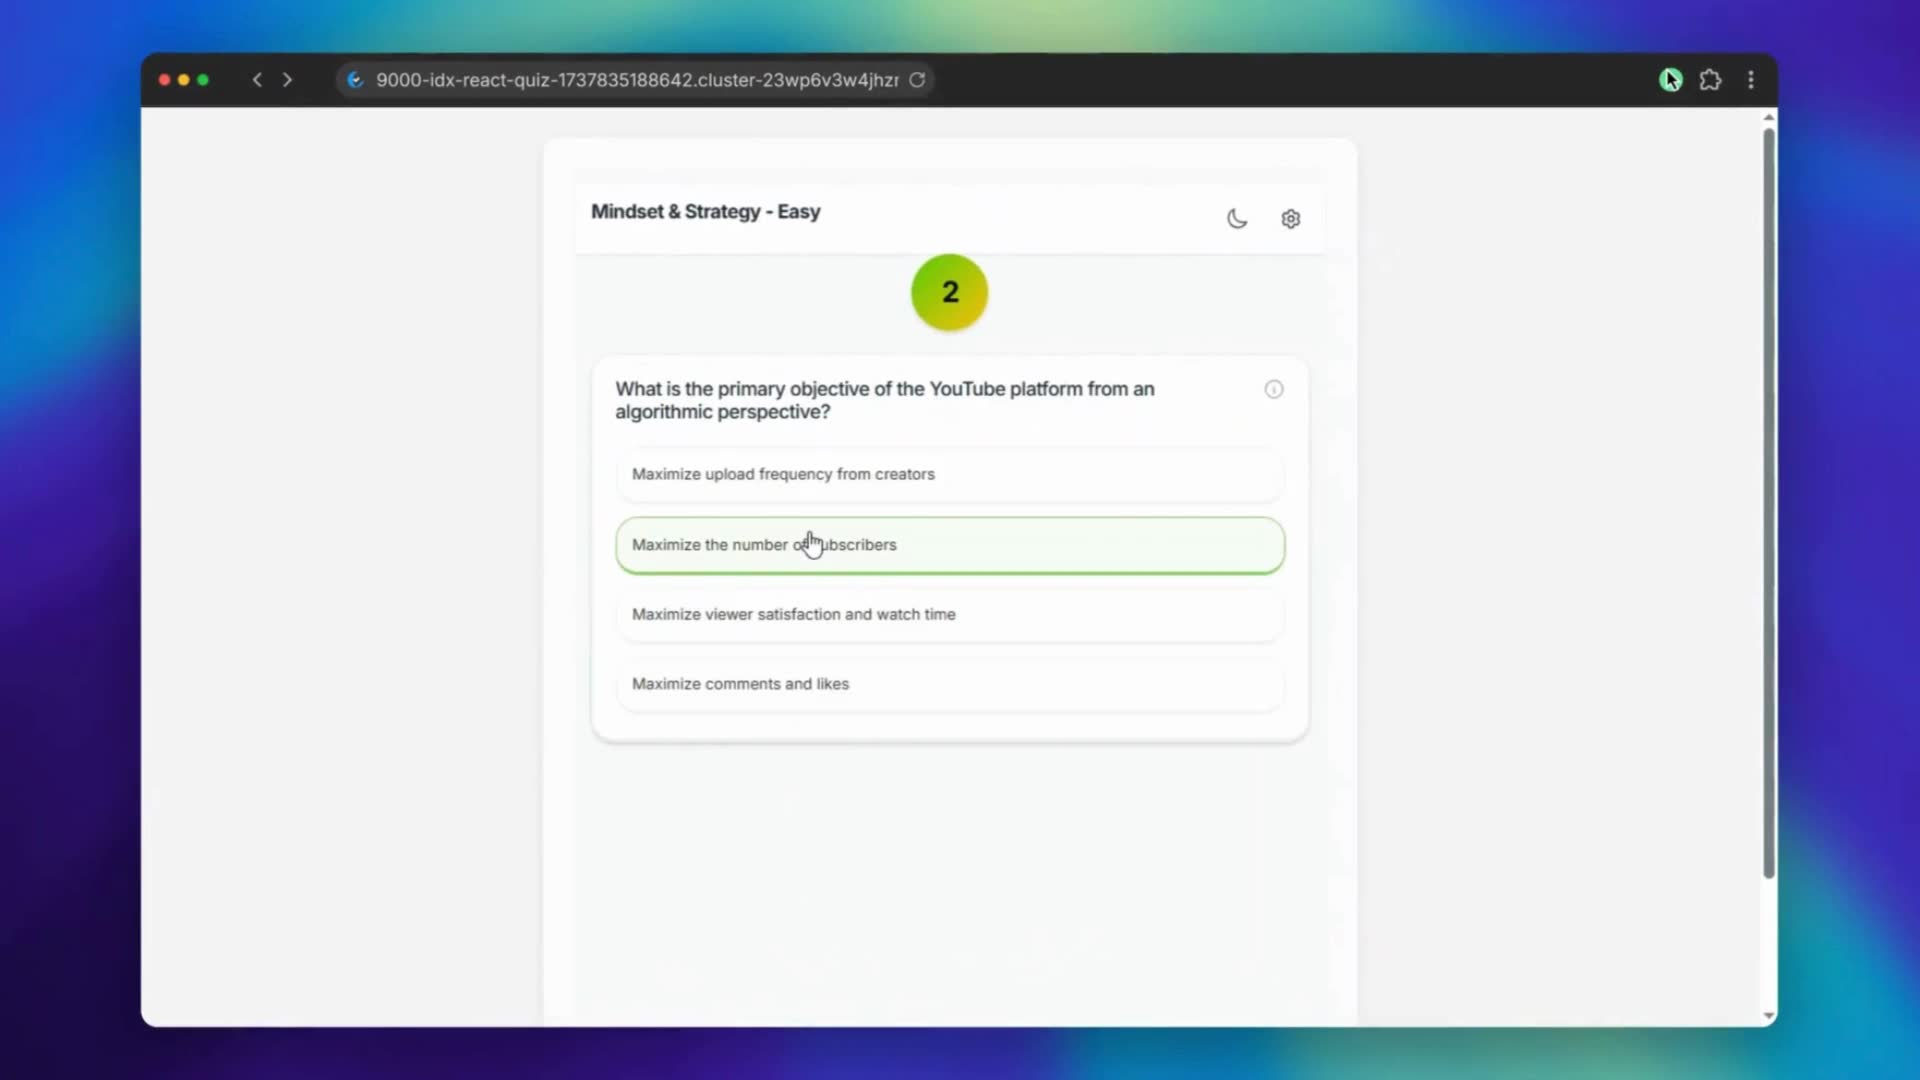 9000-idx-react-quiz-1737835188642.cluster-23wp6v3w4jhzr
Mindset & Strategy - Easy
2
What is the primary objective of the YouTube platform from an
algorithmic perspective?
Maximize upload frequency from creators
Maximize the number of subscribers
Maximize viewer satisfaction and watch time
Maximize comments and likes